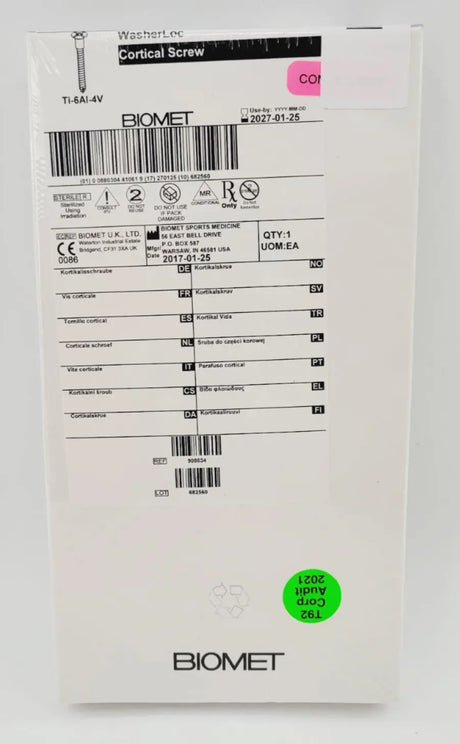 WasherLoc
Cortical Screw
CON
Ti-6Al-4V
BIOMET
Use-by: YYYY-MM-DD
2027-01-25
(01) 0 0880304 41061 9 (17) 270125 (10) 682560
STERILE R
Sterilized Using Irradiation
CONSULT IFU
2
DO NOT REUSE
DO NOT USE IF PACK DAMAGED
MR
CONDITIONAL
Rx Only
Do not Resterilize
EC REP BIOMET U.K., LTD.
Waterton Industrial Estate
Bridgend, CF31 3XA UK
CE
0086
BIOMET SPORTS MEDICINE
56 EAST BELL DRIVE
Mfgr P.O. BOX 587
WARSAW, IN 46581 USA
Date 2017-01-25
QTY:1
UOM:EA
Kortikalisschraube DE
Kortikalskrue NO
Vis corticale FR
Kortikalskruv SV
Tornillo cortical ES
Kortikal Vida TR
Corticale schroef NL
Śruba do części korowej PL
Vite corticale IT
Parafuso cortical PT
Kortikální šroub CS
Βίδα φλοιώδους EL
Kortikalskrue DA
Kortikaaliruuvi FI
REF 900834
LOT 682560
T92
Corp
Audit
2021
BIOMET